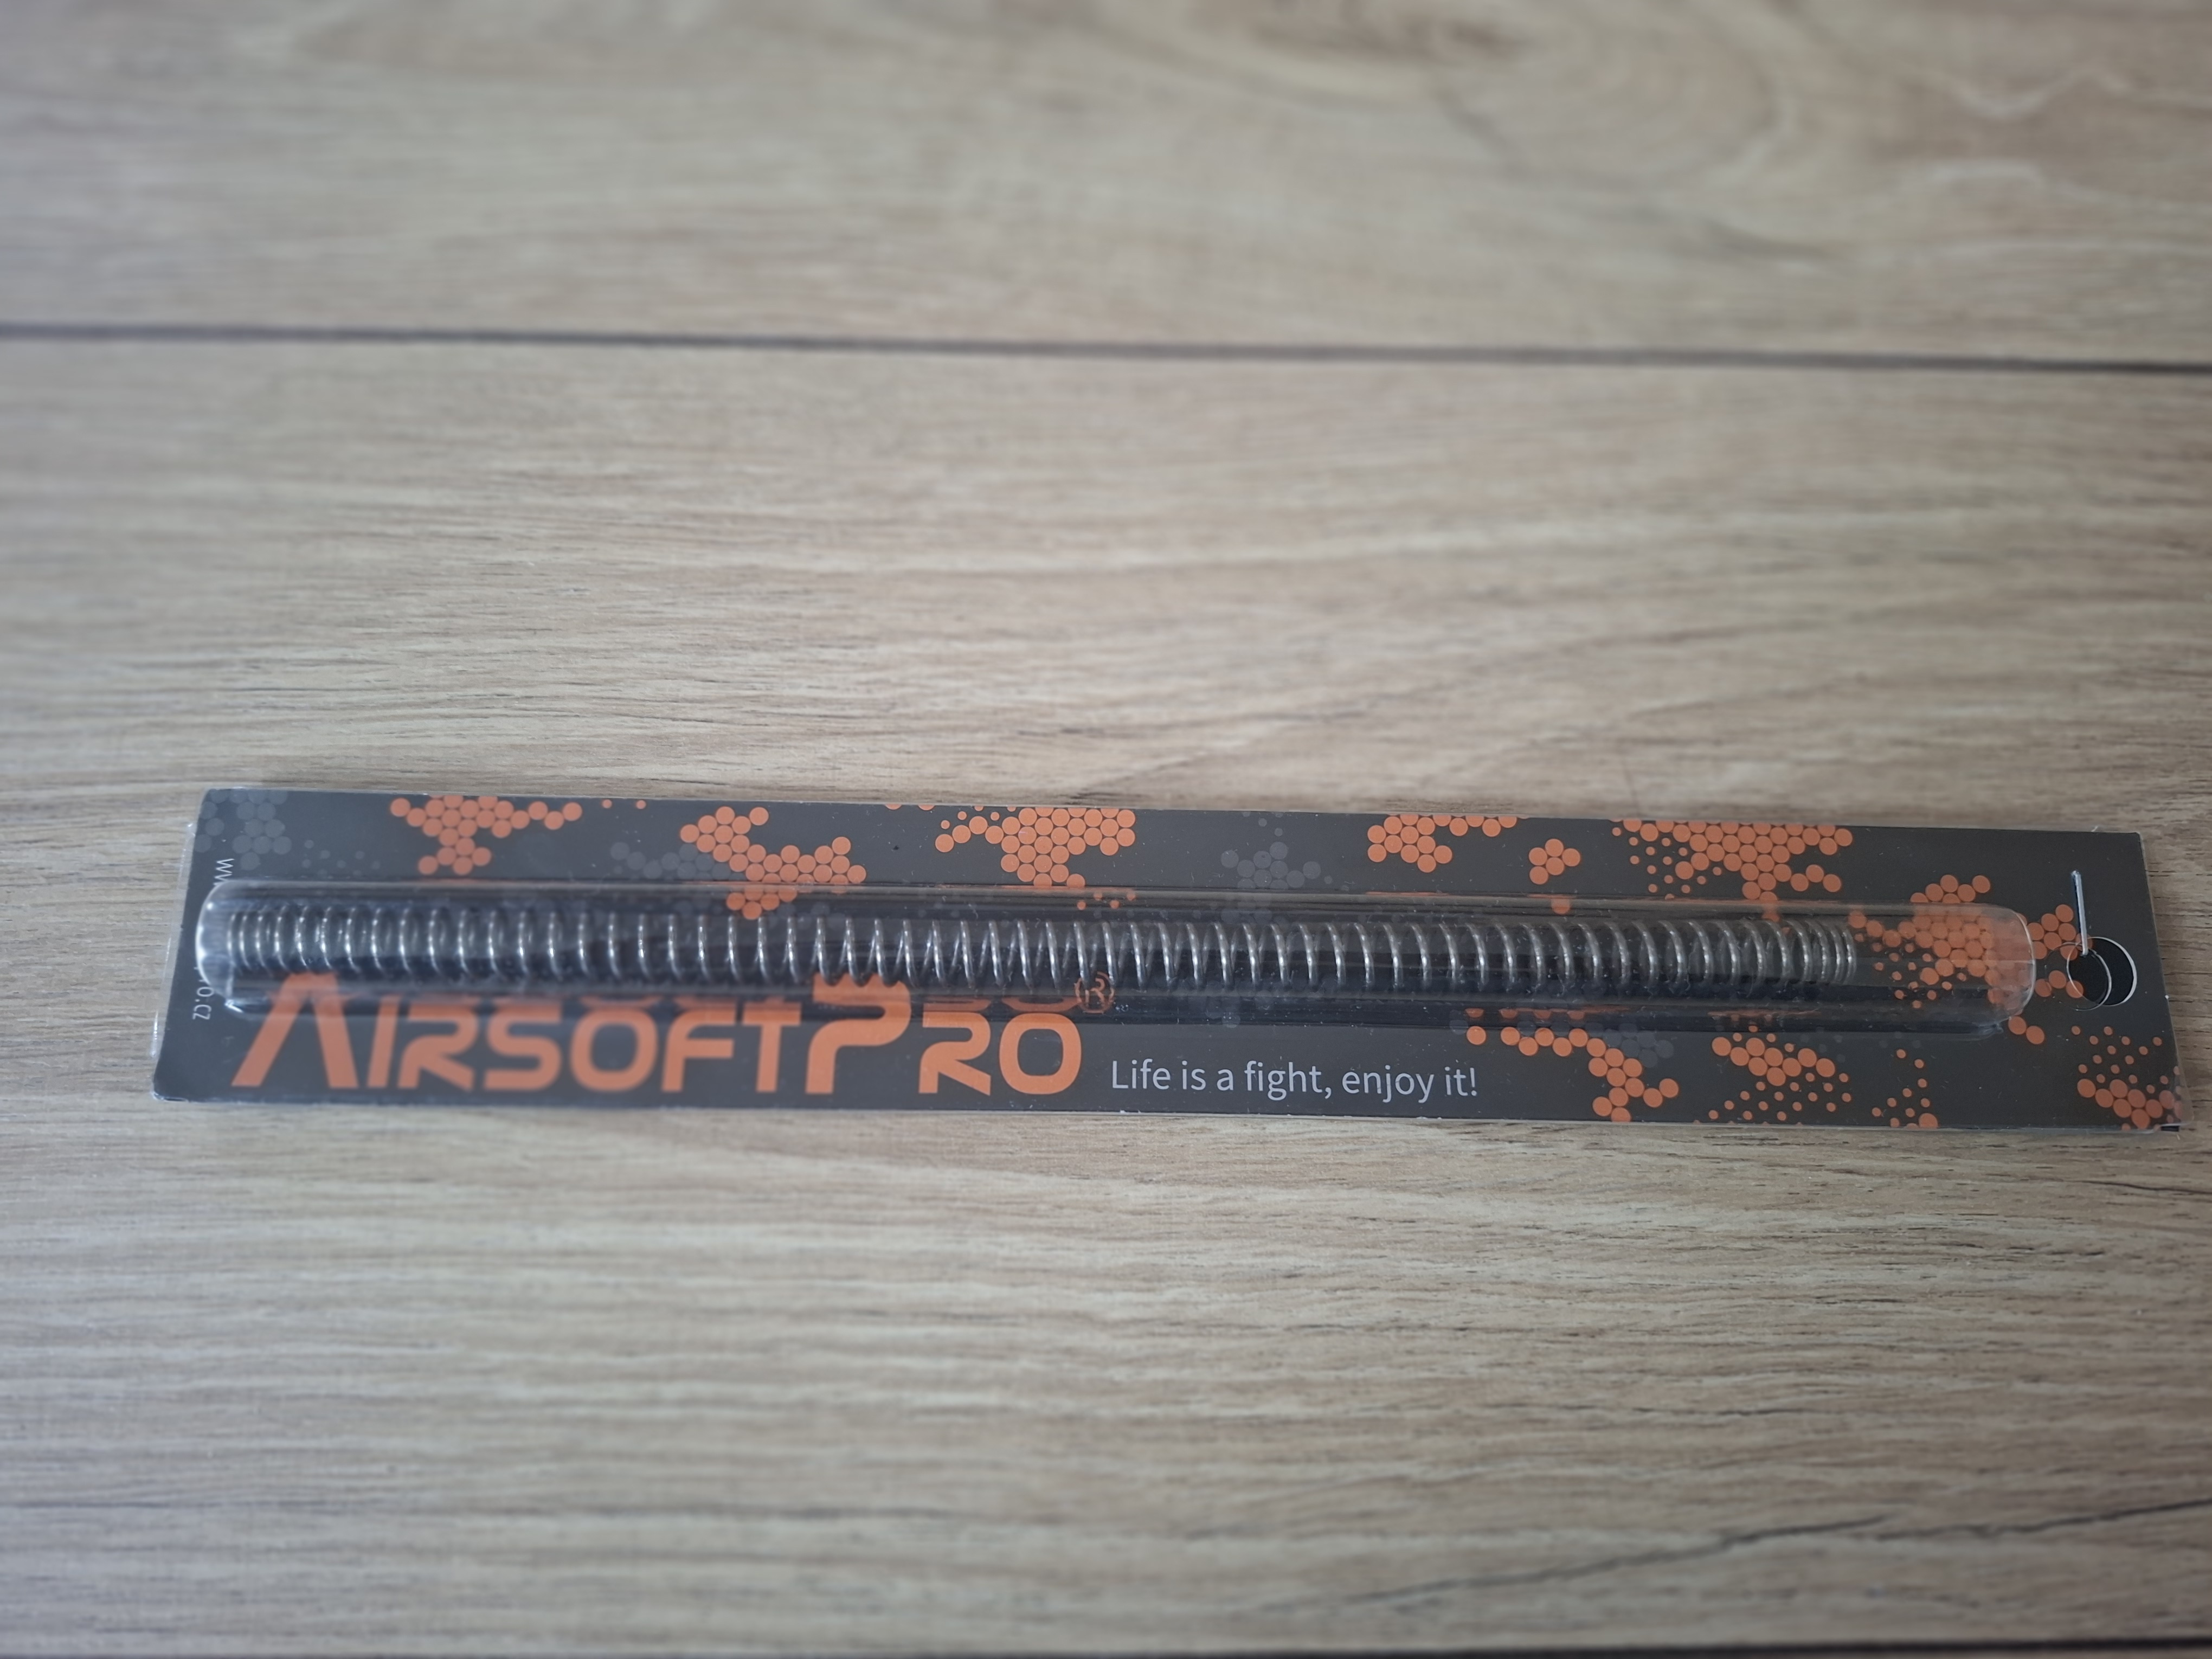 AIRSOFTPRO®
Life is a fight, enjoy it!